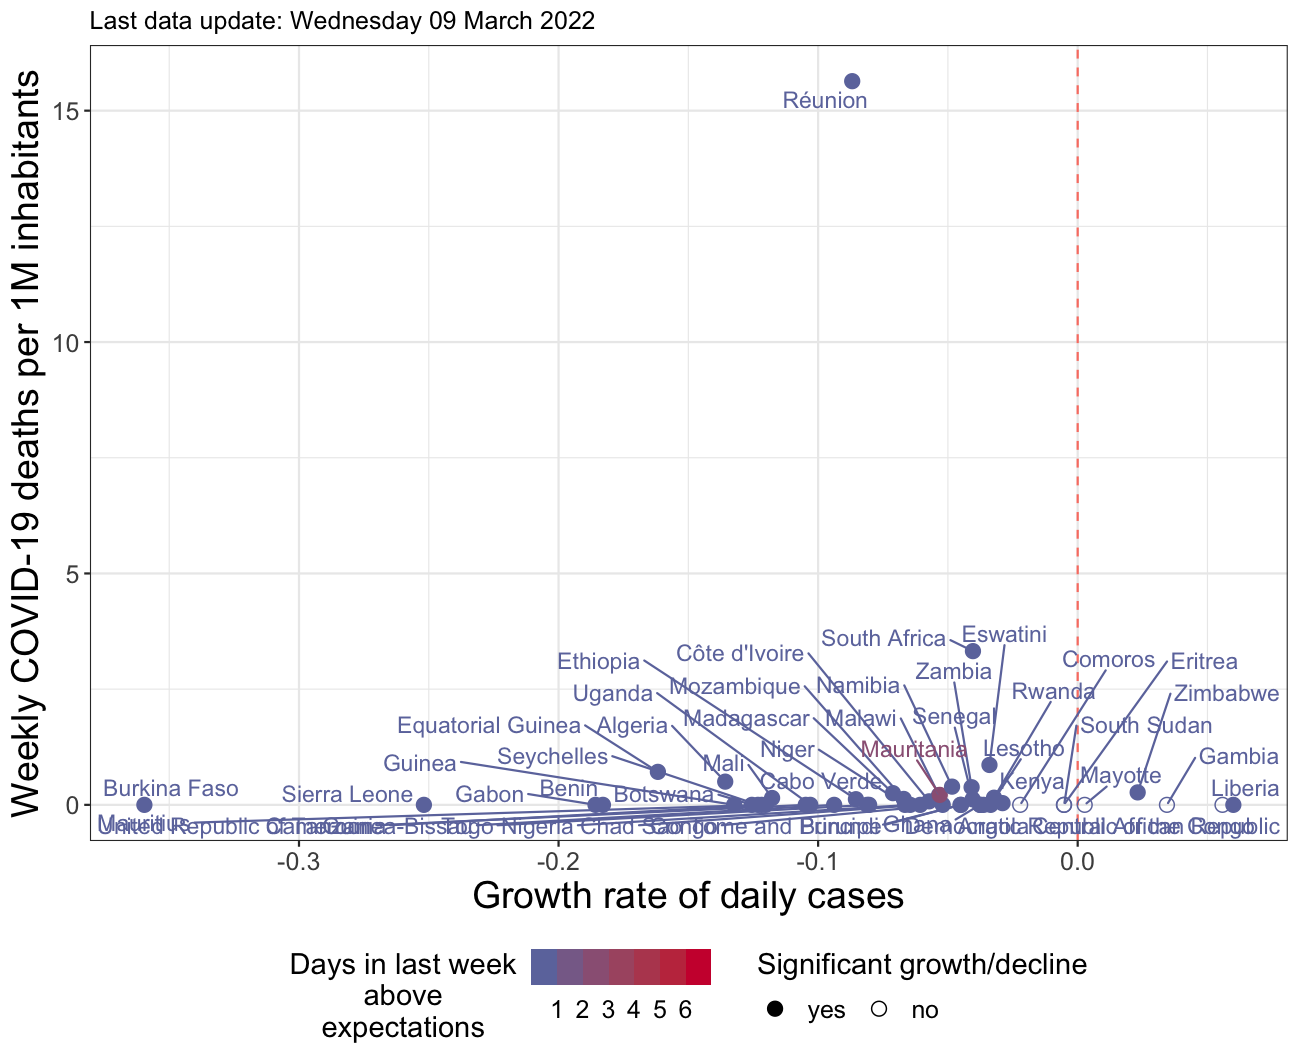 Last data update: Wednesday 09 March 2022
Weekly COVID-19 deaths per 1M inhabitants
15
10
5
0
Réunion
South Africa
Eswatini
Côte d'Ivoire
Ethiopia
Comoros
Eritrea
Zambia
Mozambique
Namibia
Uganda
Rwanda
Zimbabwe
Equatorial Guinea
Algeria
Madagascar
Malawi
Senegal
South Sudan
Niger
Mauritania
Lesotho
Guinea
Seychelles
Mali
Gambia
Burkina Faso
Sierra Leone
Gabon
Benin
Botswana
Cabo Verde
Kenya
Mayotte
Liberia
Mauritius
Togo
Nigeria
Chad
Burundi
Ghana
-0.3
-0.2
-0.1
0.0
Growth rate of daily cases
Days in last week
above
expectations
1 2 3 4 5 6
Significant growth/decline
yes
no